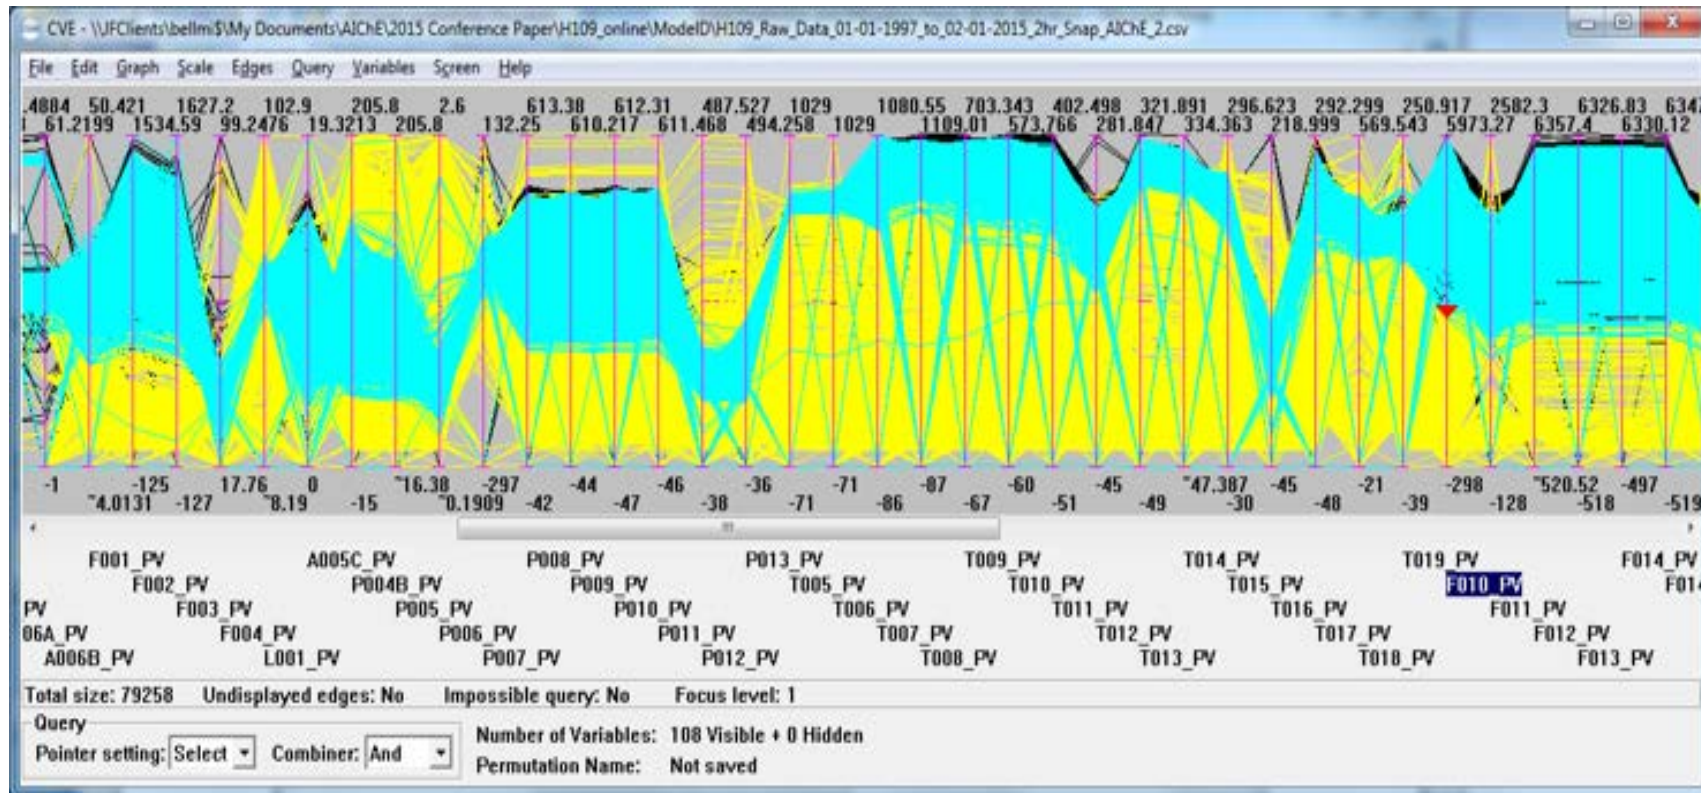 CVE - \\JFClients\bellmi$\My Documents\AIChE\2015 Conference Paper\H109_online\ModelID\H109_Raw_Data_01-01-1997_to_02-01-2015_2hr_Snap_AIChE_2.csv
File Edit Graph Scale Edges Query Variables Screen Help
.4884 50.421 1627.2 102.9 205.8 2.6 613.38 612.31 487.527 1029 1080.55 703.343 402.498 321.891 296.623 292.299 250.917 2582.3 6326.83 6347
61.2199 1534.59 99.2476 19.3213 205.8 132.25 610.217 611.468 494.258 1029 1109.01 573.766 281.847 334.363 218.999 569.543 5973.27 6357.4 6330.12
-1 -125 17.76 0 ~16.38 -297 -44 -46 -36 -71 -87 -60 -45 ~47.387 -45 -21 -298 ~520.52 -497
~4.0131 -127 ~8.19 -15 ~0.1909 -42 -47 -38 -71 -86 -67 -51 -49 -30 -48 -39 -128 -518 -519
F001_PV A005C_PV P008_PV P013_PV T009_PV T014_PV T019_PV F014_PV
F002_PV P004B_PV P009_PV T005_PV T010_PV T015_PV F010_PV F014
PV F003_PV P005_PV P010_PV T006_PV T011_PV T016_PV F011_PV
06A_PV F004_PV P006_PV P011_PV T007_PV T012_PV T017_PV F012_PV
A006B_PV L001_PV P007_PV P012_PV T008_PV T013_PV T018_PV F013_PV
Total size: 79258 Undisplayed edges: No Impossible query: No Focus level: 1
Query
Pointer setting: Select Combiner: And
Number of Variables: 108 Visible + 0 Hidden
Permutation Name: Not saved